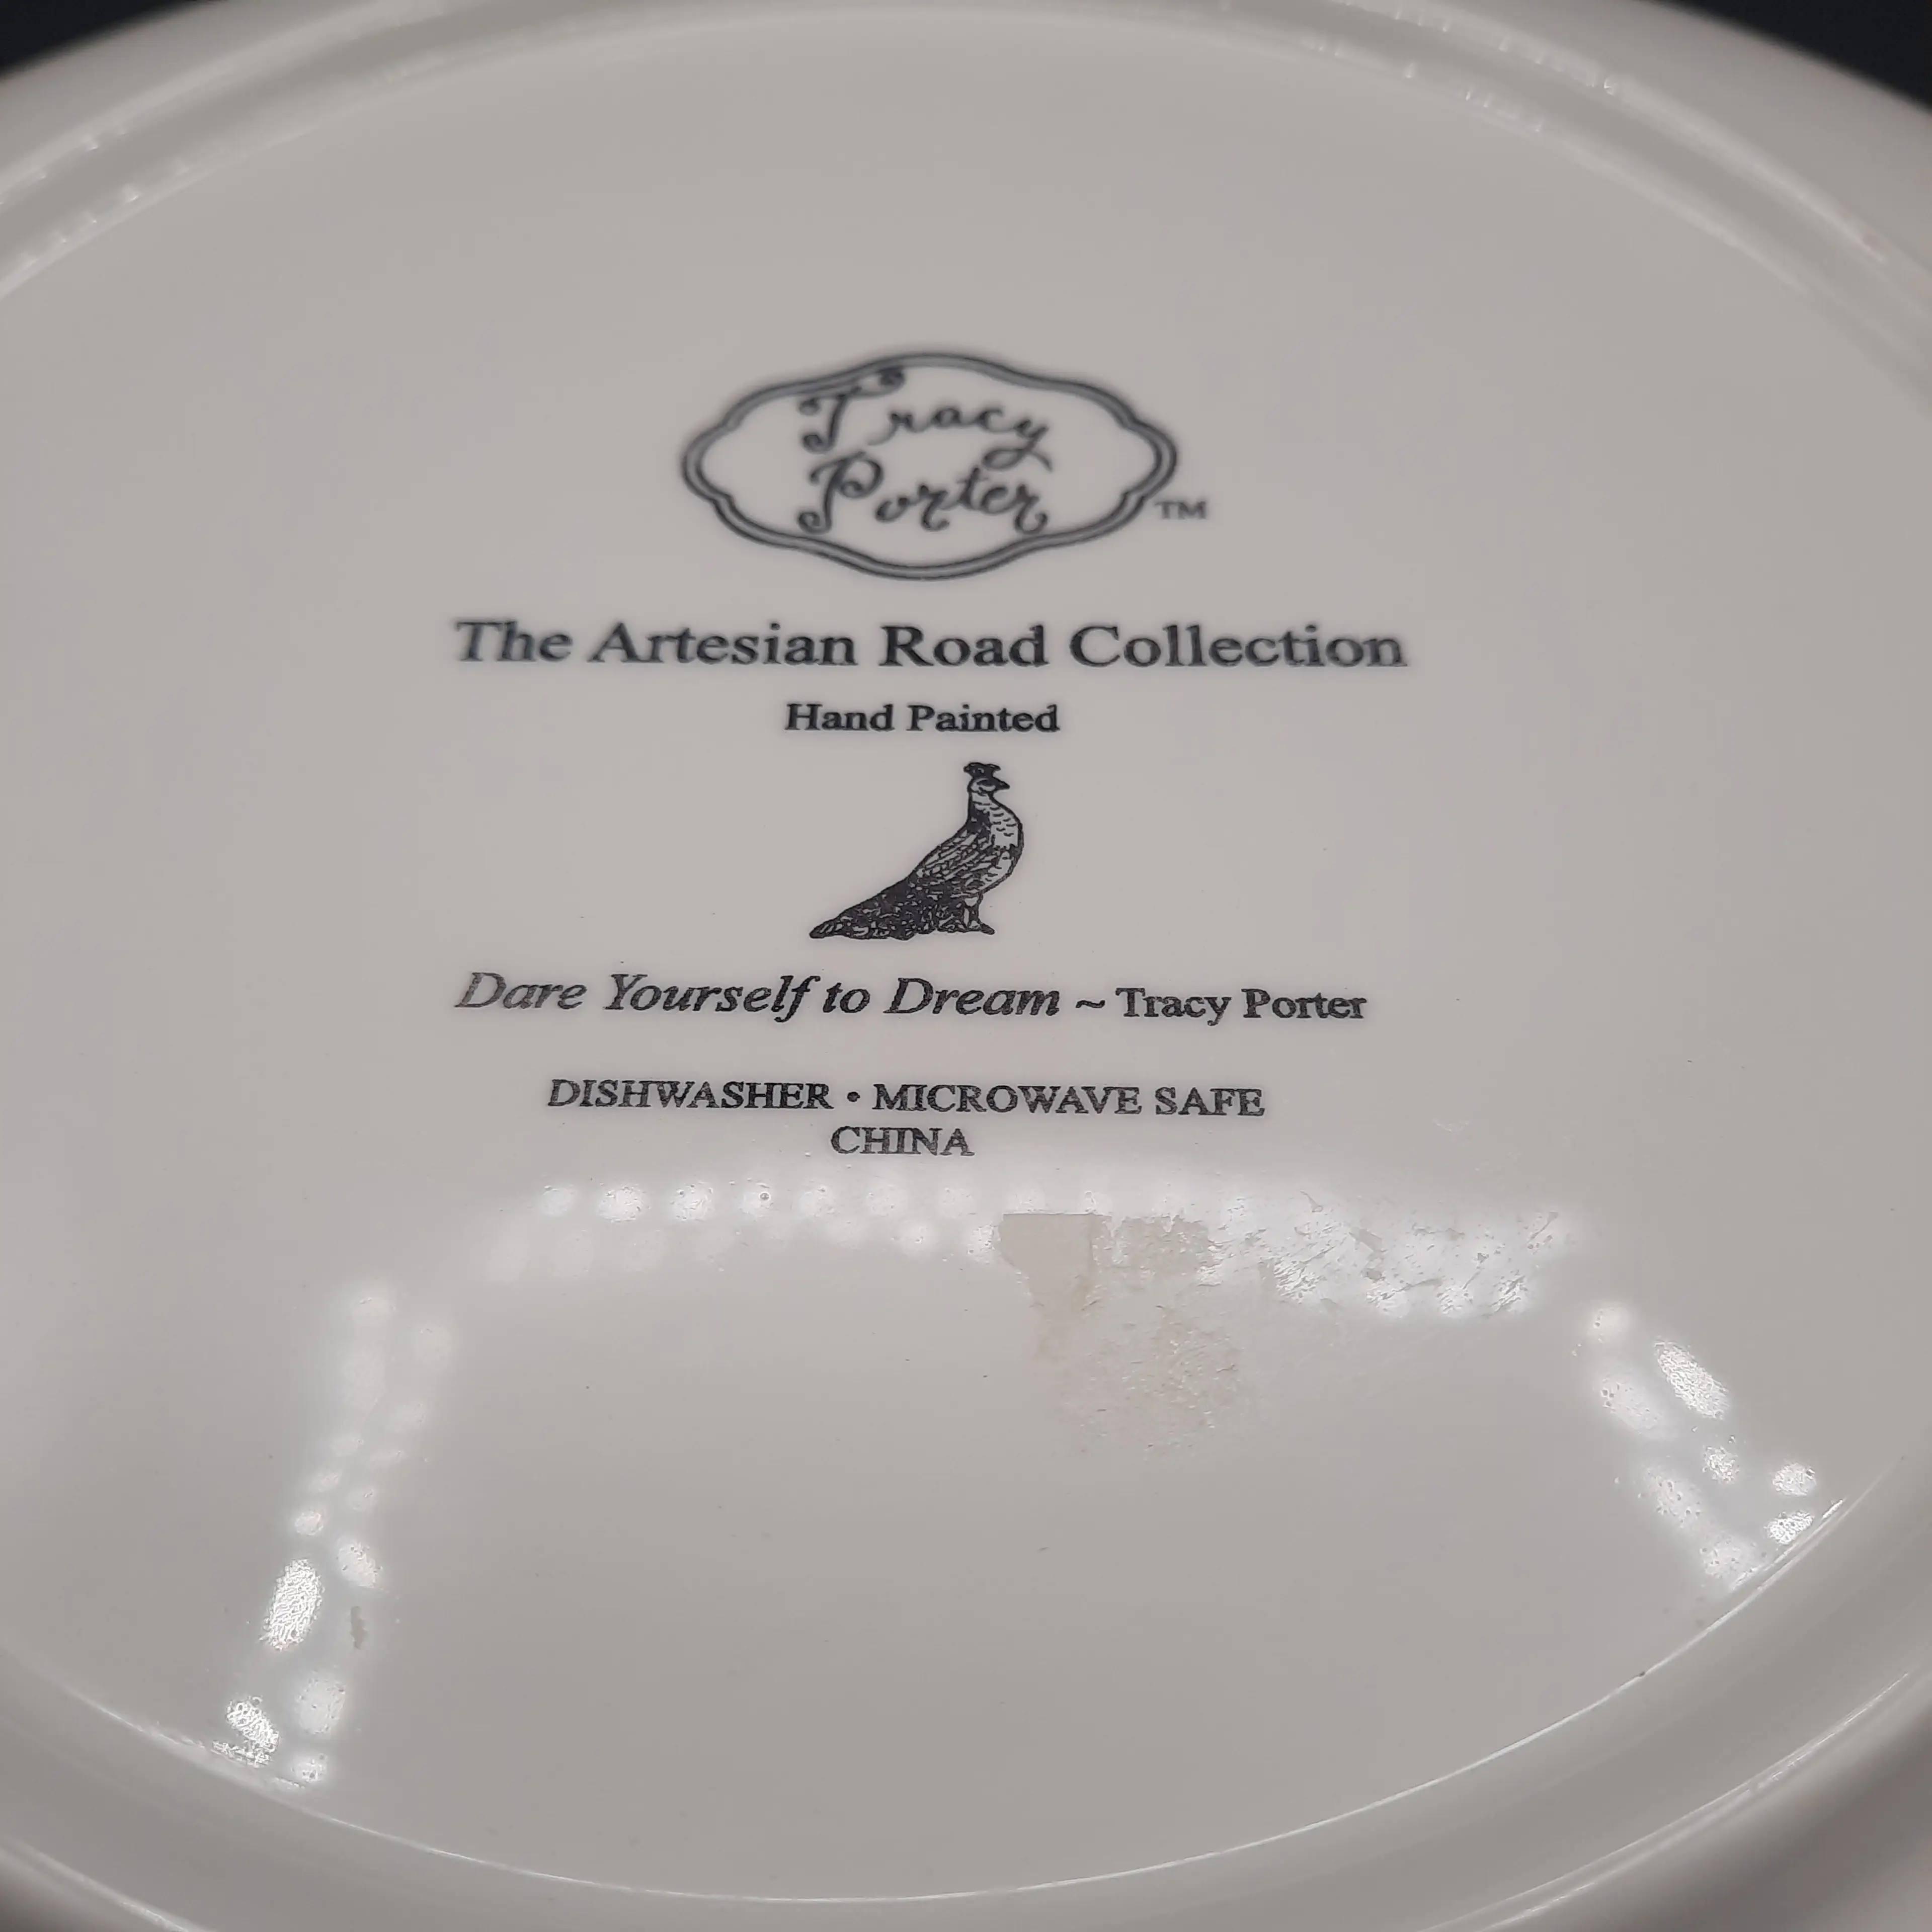 Tracy
Porter
TM
The Artesian Road Collection
Hand Painted
Dare Yourself to Dream ~ Tracy Porter
DISHWASHER • MICROWAVE SAFE
CHINA